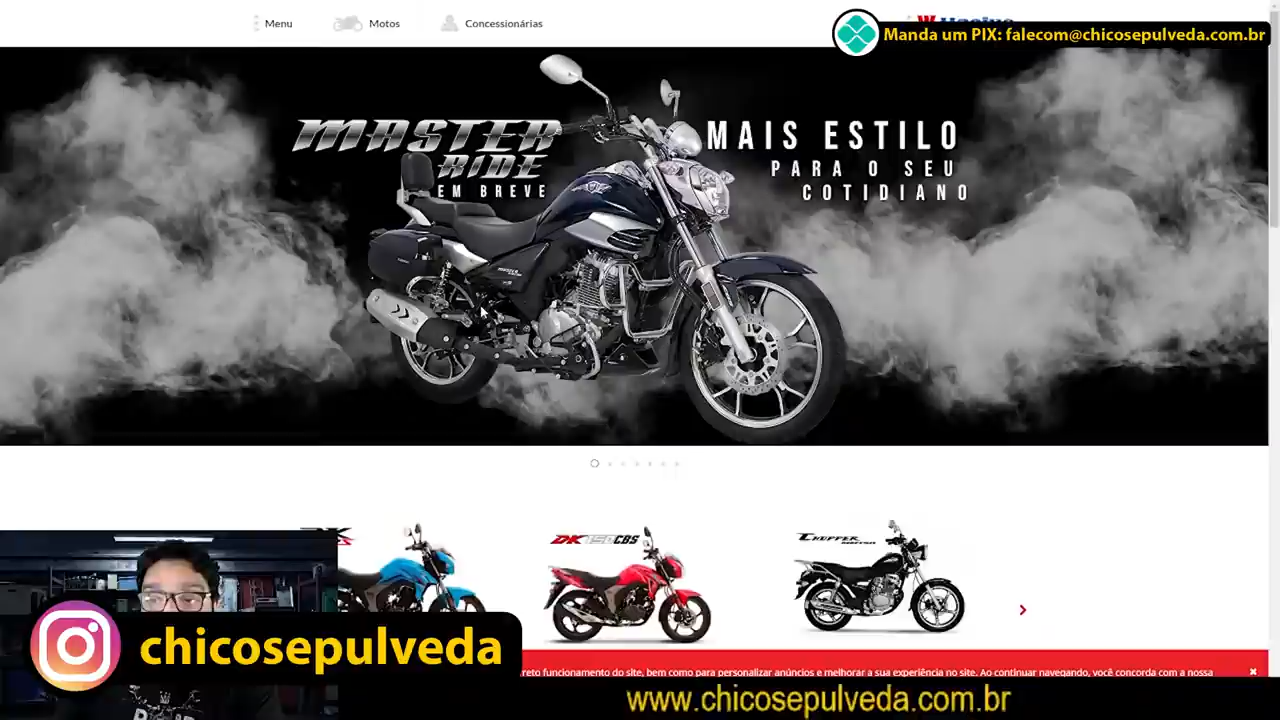 Menu
Motos
Concessionárias
Manda um PIX: falecom@chicosepulveda.com.br
MASTER
RIDE
EM BREVE
MAIS ESTILO
PARA O SEU
COTIDIANO
DK150CBS
CHOPPER
chicosepulveda
reto funcionamento do site, bem como para personalizar anúncios e melhorar a sua experiência no site. Ao continuar navegando, você concorda com a nossa
www.chicosepulveda.com.br